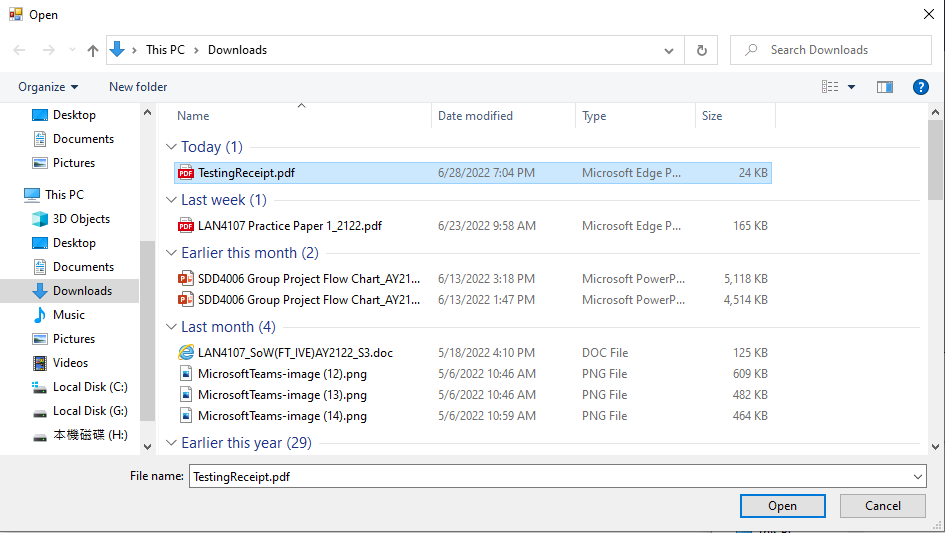 Open
This PC > Downloads
Search Downloads
Organize
New folder
Desktop
Documents
Pictures
This PC
3D Objects
Desktop
Documents
Downloads
Music
Pictures
Videos
Local Disk (C:)
Local Disk (G:)
本機磁碟 (H:)
Name Date modified Type Size
Today (1)
PDF TestingReceipt.pdf 6/28/2022 7:04 PM Microsoft Edge P... 24 KB
Last week (1)
PDF LAN4107 Practice Paper 1_2122.pdf 6/23/2022 9:58 AM Microsoft Edge P... 165 KB
Earlier this month (2)
SDD4006 Group Project Flow Chart_AY21... 6/13/2022 3:18 PM Microsoft PowerP... 5,118 KB
SDD4006 Group Project Flow Chart_AY21... 6/13/2022 1:47 PM Microsoft PowerP... 4,514 KB
Last month (4)
LAN4107_SoW(FT_IVE)AY2122_S3.doc 5/18/2022 4:10 PM DOC File 125 KB
MicrosoftTeams-image (12).png 5/6/2022 10:46 AM PNG File 609 KB
MicrosoftTeams-image (13).png 5/6/2022 10:46 AM PNG File 482 KB
MicrosoftTeams-image (14).png 5/6/2022 10:59 AM PNG File 464 KB
Earlier this year (29)
File name: TestingReceipt.pdf
Open Cancel